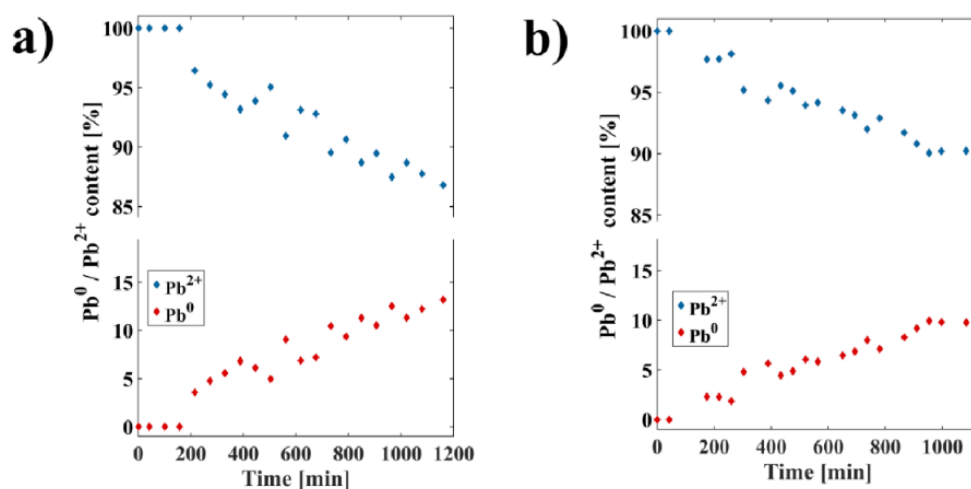 a)
Pb⁰ / Pb²⁺ content [%]
100
95
90
85
15
10
5
0
Pb²⁺
Pb⁰
0 200 400 600 800 1000 1200
Time [min]
b)
Pb⁰ / Pb²⁺ content [%]
100
95
90
85
15
10
5
0
Pb²⁺
Pb⁰
0 200 400 600 800 1000
Time [min]